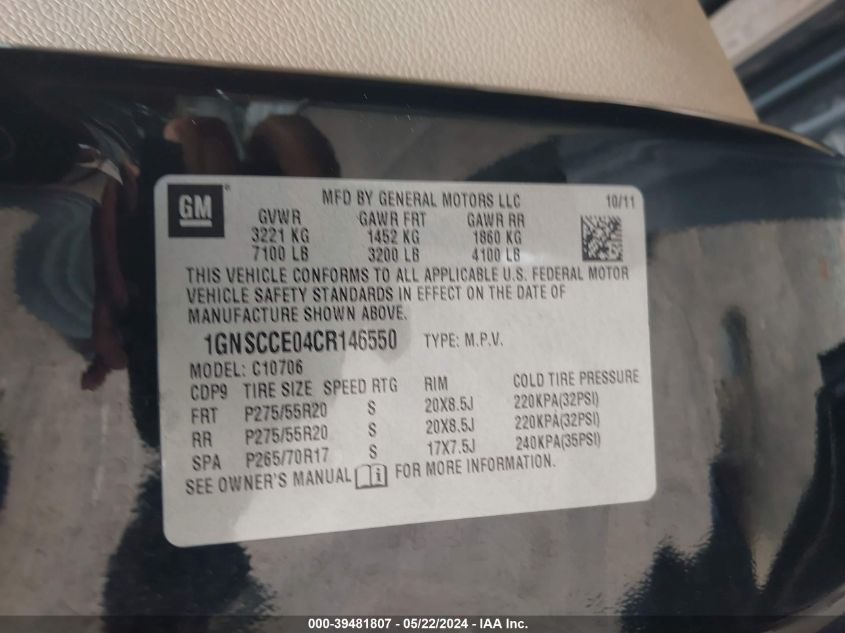 GM ® MFD BY GENERAL MOTORS LLC 10/11
GVWR GAWR FRT GAWR RR
3221 KG 1452 KG 1860 KG
7100 LB 3200 LB 4100 LB
THIS VEHICLE CONFORMS TO ALL APPLICABLE U.S. FEDERAL MOTOR
VEHICLE SAFETY STANDARDS IN EFFECT ON THE DATE OF
MANUFACTURE SHOWN ABOVE.
1GNSCCE04CR146550 TYPE: M.P.V.
MODEL: C10706
CDP9 TIRE SIZE SPEED RTG RIM COLD TIRE PRESSURE
FRT P275/55R20 S 20X8.5J 220KPA(32PSI)
RR P275/55R20 S 20X8.5J 220KPA(32PSI)
SPA P265/70R17 S 17X7.5J 240KPA(35PSI)
SEE OWNER'S MANUAL i FOR MORE INFORMATION.
000-39481807 - 05/22/2024 - IAA Inc.